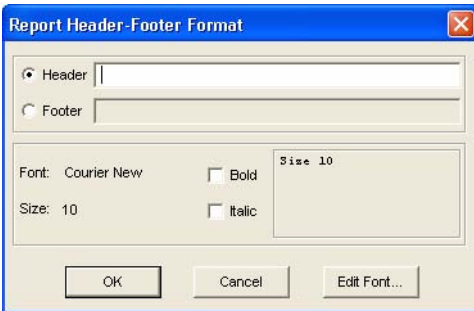 Report Header-Footer Format
Header
Footer
Font: Courier New
Bold
Size 10
Size: 10
Italic
OK Cancel Edit Font...